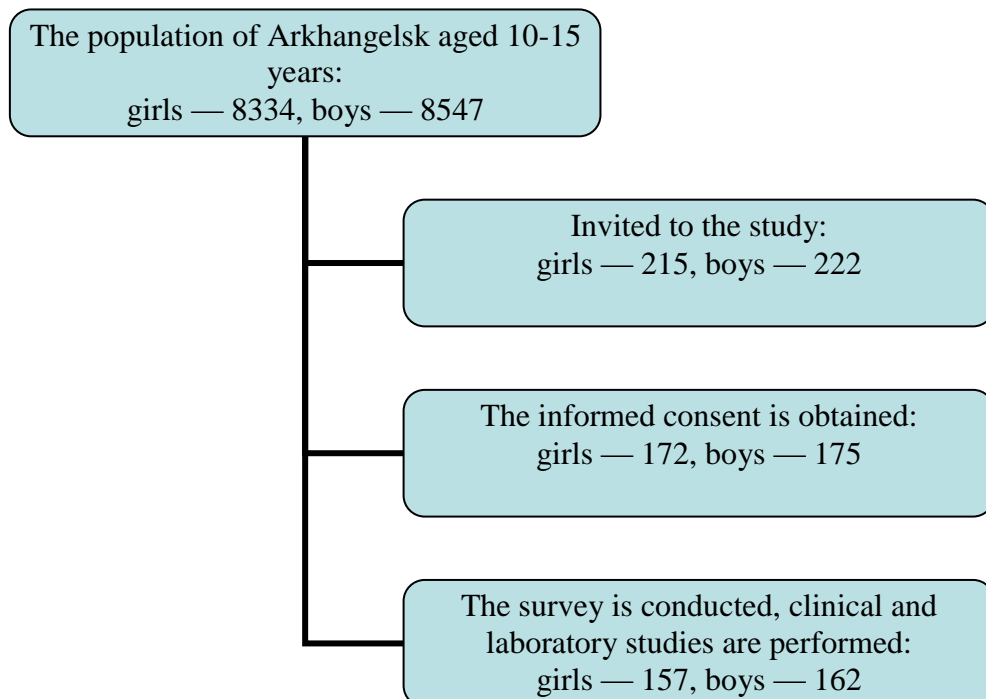 The population of Arkhangelsk aged 10-15
years:
girls — 8334, boys — 8547
Invited to the study:
girls — 215, boys — 222
The informed consent is obtained:
girls — 172, boys — 175
The survey is conducted, clinical and
laboratory studies are performed:
girls — 157, boys — 162